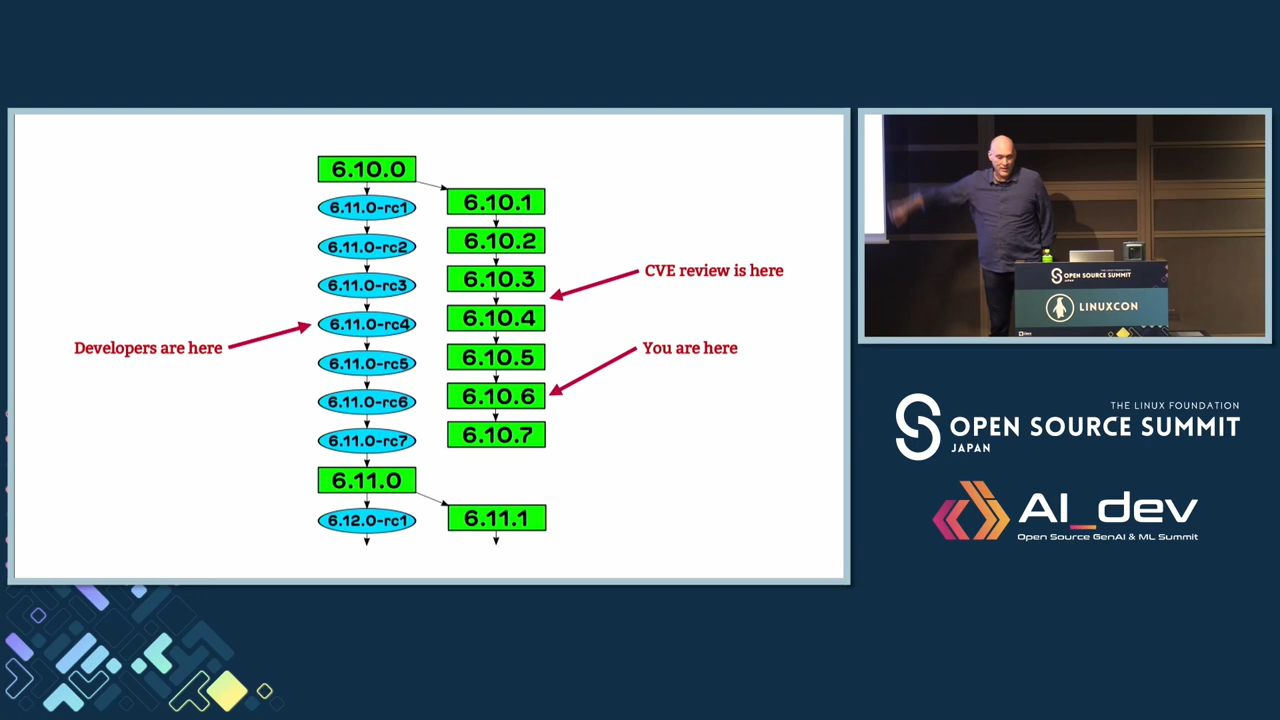 6.10.0
6.11.0-rc1
6.11.0-rc2
6.11.0-rc3
6.11.0-rc4
6.11.0-rc5
6.11.0-rc6
6.11.0-rc7
6.11.0
6.12.0-rc1
6.10.1
6.10.2
6.10.3
6.10.4
6.10.5
6.10.6
6.10.7
6.11.1
Developers are here
CVE review is here
You are here
THE LINUX FOUNDATION
OPEN SOURCE SUMMIT
JAPAN
LINUXCON
THE LINUX FOUNDATION
OPEN SOURCE SUMMIT
JAPAN
AI_dev
Open Source GenAI & ML Summit